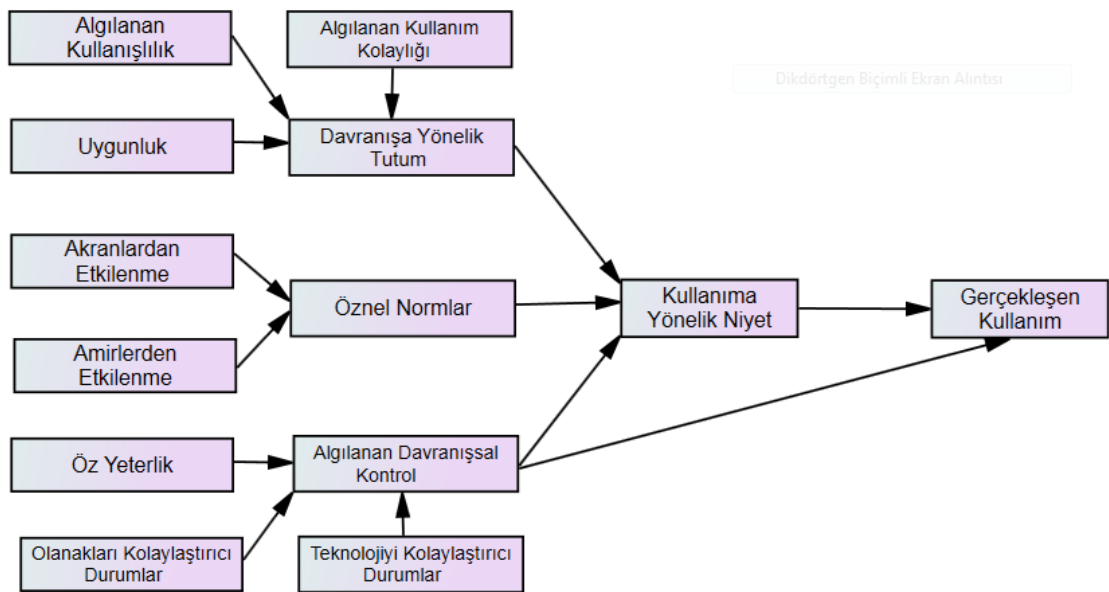 Algılanan
Kullanışlılık
Algılanan Kullanım
Kolaylığı
Dikdörtgen Biçimli Ekran Alıntısı
Uygunluk
Davranışa Yönelik
Tutum
Akranlardan
Etkilenme
Öznel Normlar
Kullanıma
Yönelik Niyet
Gerçekleşen
Kullanım
Amirlerden
Etkilenme
Öz Yeterlik
Algılanan Davranışsal
Kontrol
Olanakları Kolaylaştırıcı
Durumlar
Teknolojiyi Kolaylaştırıcı
Durumlar